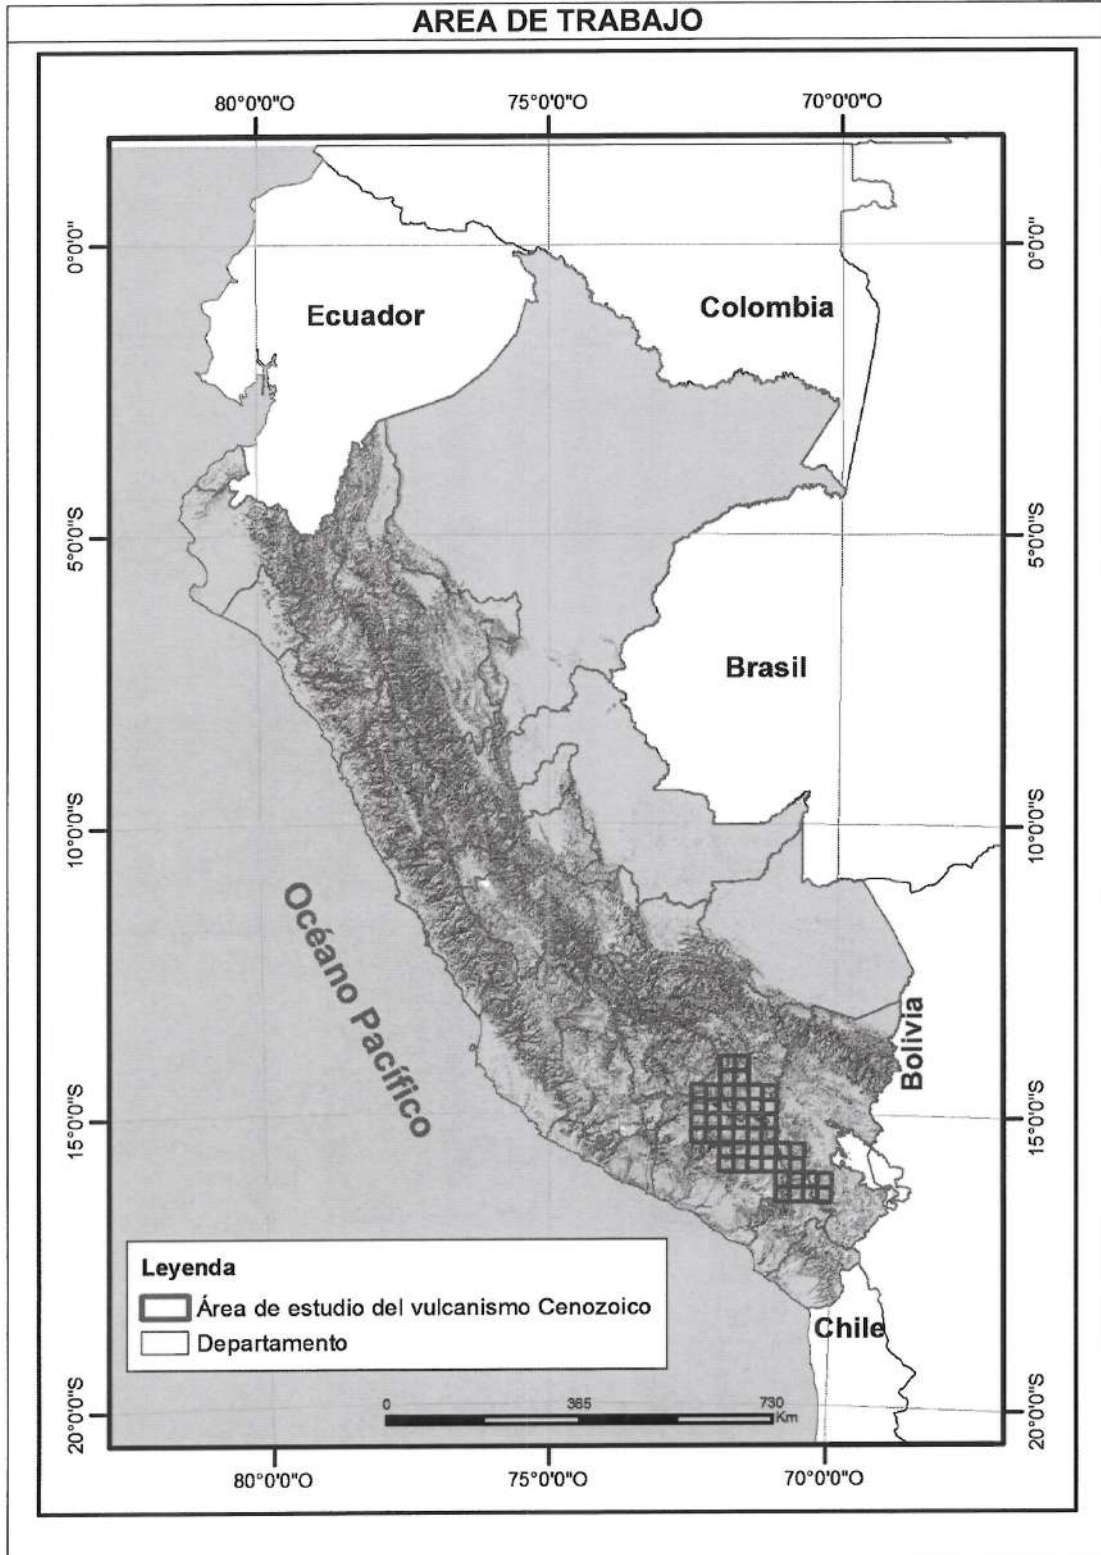 AREA DE TRABAJO
80°0'0"O
75°0'0"O
70°0'0"O
0°0'0"
0°0'0"
Ecuador
Colombia
5°0'0"S
5°0'0"S
Brasil
10°0'0"S
10°0'0"S
Océano Pacífico
Bolivia
15°0'0"S
15°0'0"S
Leyenda
Área de estudio del vulcanismo Cenozoico
Departamento
Chile
0 365 730
Km
20°0'0"S
20°0'0"S
80°0'0"O
75°0'0"O
70°0'0"O